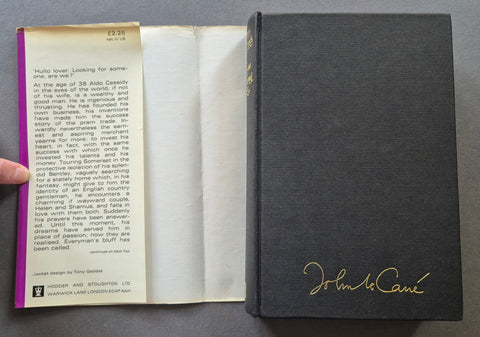 £2.25
net in UK
'Hullo lover. Looking for some-
one, are we?'
At the age of 38 Aldo Cassidy
in the eyes of the world, if not
of his wife, is a wealthy and
good man. He is ingenious and
thrusting. He has founded his
own business, his inventions
have made him the success
story of the pram trade. In-
wardly nevertheless the earn-
est and aspiring merchant
yearns for more: to invest his
heart, in fact, with the same
success with which once he
invested his talents and his
money. Touring Somerset in the
protective isolation of his splen-
did Bentley, vaguely searching
for a stately home which, in his
fantasy, might give to him the
identity of an English country
gentleman, he encounters a
charming if wayward couple,
Helen and Shamus, and falls in
love with them both. Suddenly
his prayers have been answer-
ed. Until this moment, his
dreams have served him in
place of passion; now they are
realised. Everyman's bluff has
been called.
continued on back flap
Jacket design by Tony Geddes
HODDER AND STOUGHTON LTD
WARWICK LANE LONDON EC4P 4AH
John le Carré